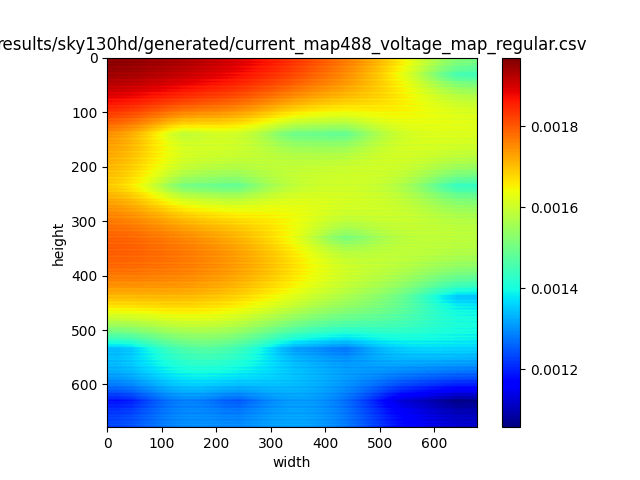 results/sky130hd/generated/current_map488_voltage_map_regular.csv
0
100
200
300
400
500
600
height
0 100 200 300 400 500 600
width
0.0018
0.0016
0.0014
0.0012